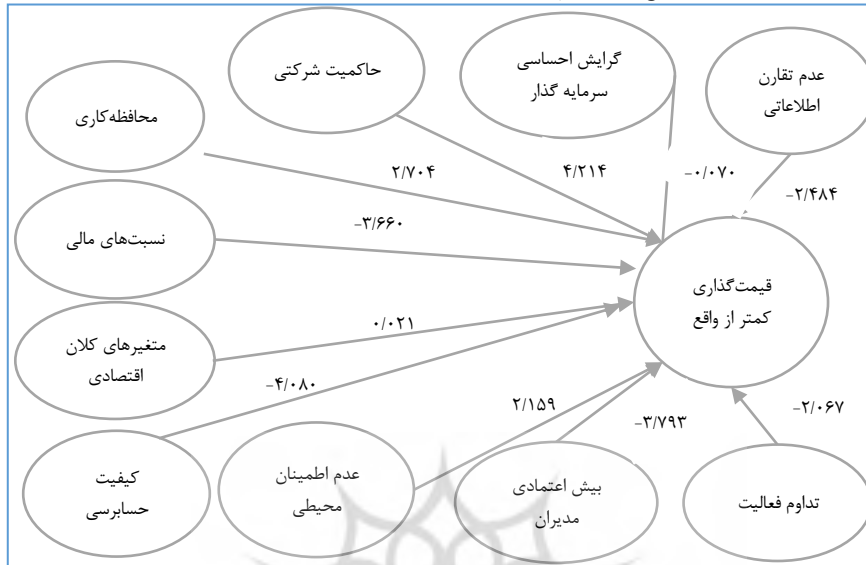 حاکمیت شرکتی
گرایش احساسی
سرمایه گذار
عدم تقارن
اطلاعاتی
محافظه‌کاری
۲/۷۰۴
۴/۲۱۴
-۰/۰۷۰
-۲/۴۸۴
نسبت‌های مالی
-۳/۶۶۰
قیمت‌گذاری
کمتر از واقع
متغیرهای کلان
اقتصادی
۰/۰۲۱
-۴/۰۸۰
۲/۱۵۹
-۳/۷۹۳
-۲/۰۶۷
کیفیت
حسابرسی
عدم اطمینان
محیطی
بیش اعتمادی
مدیران
تداوم فعالیت